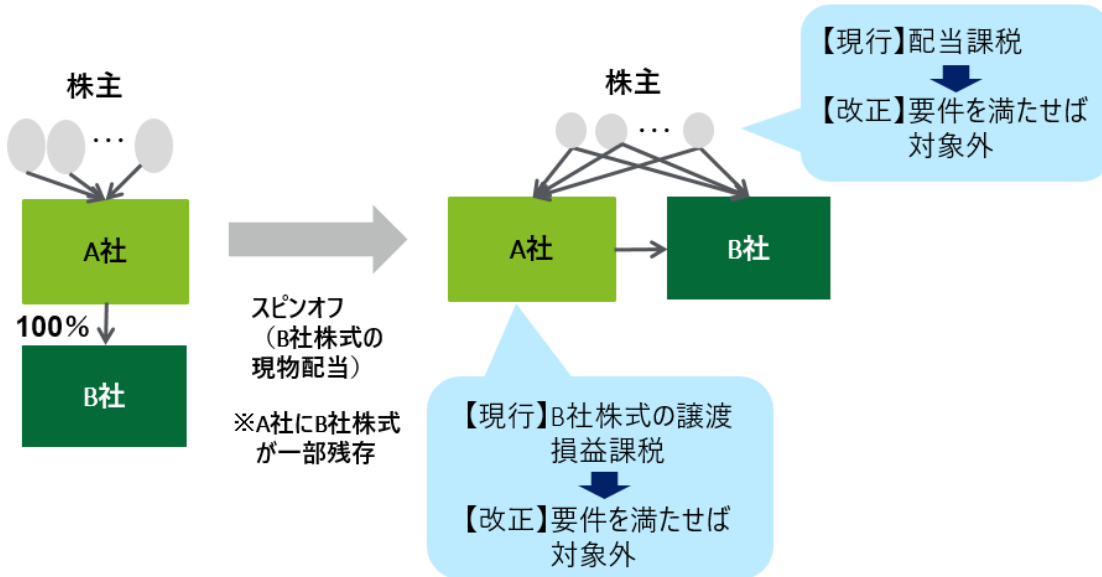 株主
…
A社
100%
B社
スピンオフ
（B社株式の
現物配当）
※A社にB社株式
が一部残存
株主
…
A社
B社
【現行】配当課税
【改正】要件を満たせば
対象外
【現行】B社株式の譲渡
損益課税
【改正】要件を満たせば
対象外